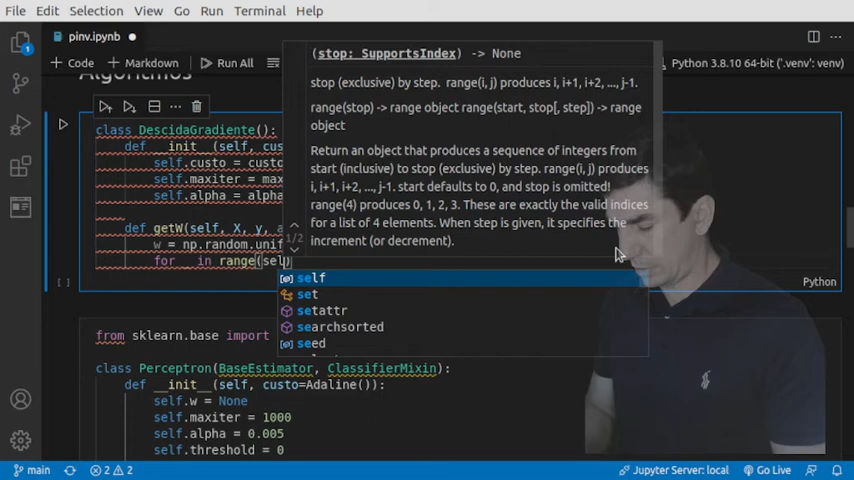 File Edit Selection View Go Run Terminal Help
pinv.ipynb
+ Code + Markdown Run All Python 3.8.10 64-bit ('.venv': venv)
Algoritmos
(stop: SupportsIndex) -> None
stop (exclusive) by step. range(i, j) produces i, i+1, i+2, ..., j-1.
range(stop) -> range object range(start, stop[, step]) -> range
object
Return an object that produces a sequence of integers from
start (inclusive) to stop (exclusive) by step. range(i, j) produces
i, i+1, i+2, ..., j-1. start defaults to 0, and stop is omitted!
range(4) produces 0, 1, 2, 3. These are exactly the valid indices
for a list of 4 elements. When step is given, it specifies the
increment (or decrement).
1/2
class DescidaGradiente():
def __init__(self, cu
self.custo = custo
self.maxiter = max
self.alpha = alpha
def getW(self, X, y, a
w = np.random.unif
for _ in range(sel)
self
set
setattr
searchsorted
seed
[ ] Python
from sklearn.base import
class Perceptron(BaseEstimator, ClassifierMixin):
def __init__(self, custo=Adaline()):
self.w = None
self.maxiter = 1000
self.alpha = 0.005
self.threshold = 0
main 2 2 Jupyter Server: local Go Live